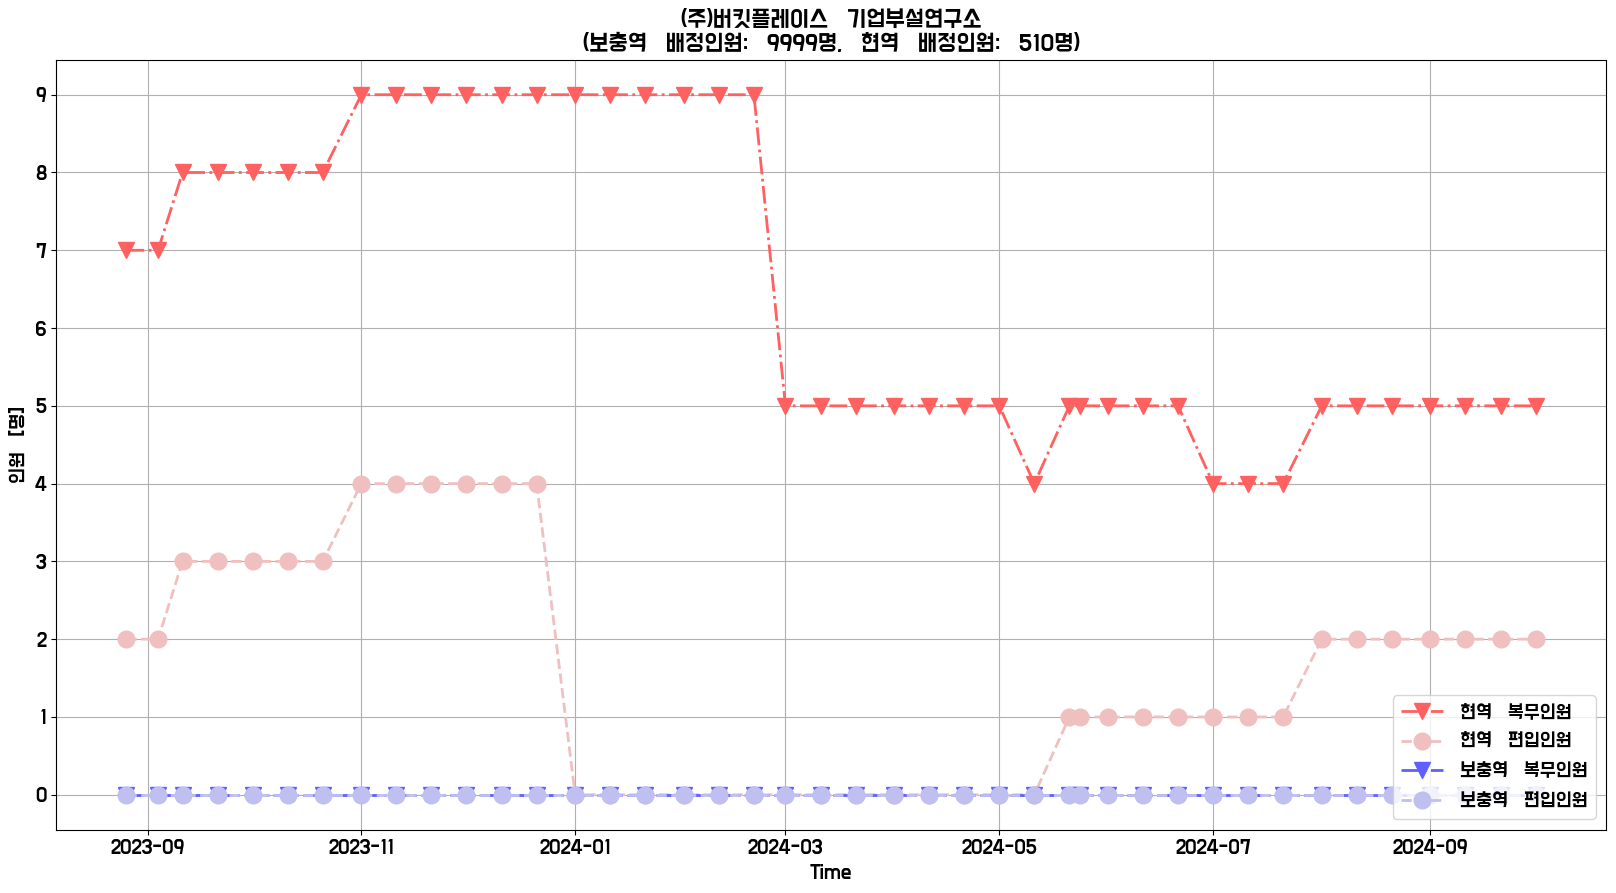 (주)버킷플레이스 기업부설연구소
(보충역 배정인원: 9999명, 현역 배정인원: 510명)
9
8
7
6
5
4
3
2
1
0
인원 [명]
현역 복무인원
현역 편입인원
보충역 복무인원
보충역 편입인원
2023-09 2023-11 2024-01 2024-03 2024-05 2024-07 2024-09
Time